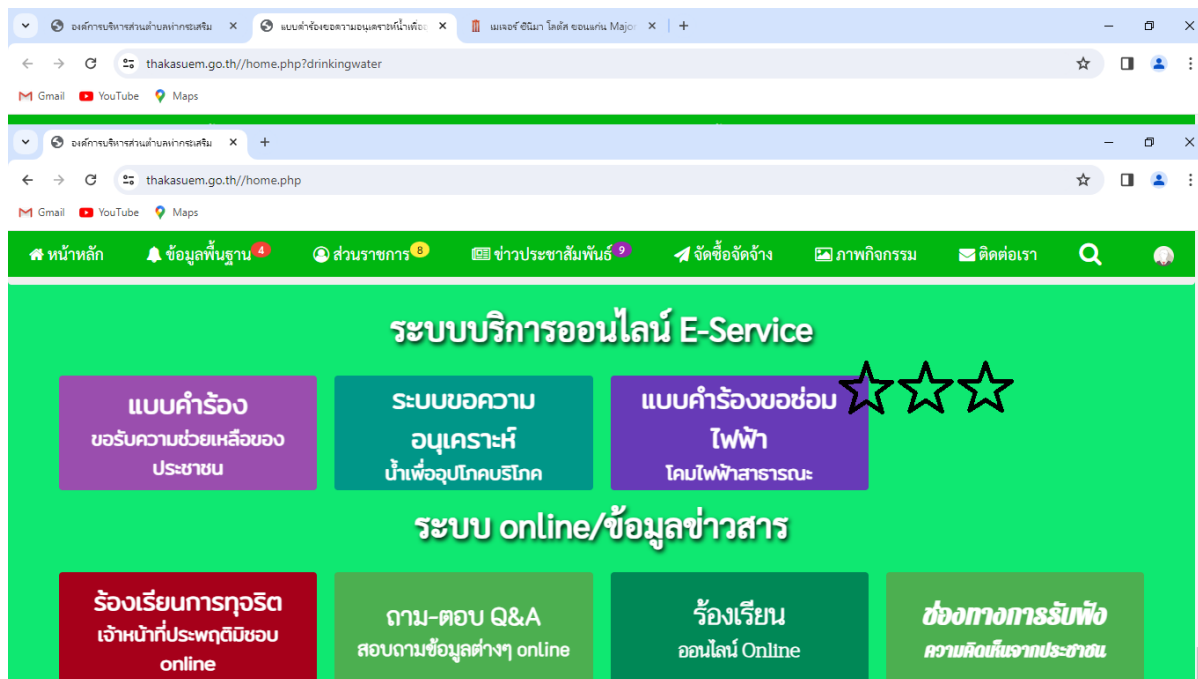 องค์การบริหารส่วนตำบลท่ากระเสริม
แบบคำร้องขอความอนุเคราะห์น้ำเพื่อ
เมเจอร์ ซีนีมา โลตัส ขอนแก่น Major
thakasuem.go.th//home.php?drinkingwater
Gmail YouTube Maps
องค์การบริหารส่วนตำบลท่ากระเสริม
thakasuem.go.th//home.php
Gmail YouTube Maps
หน้าหลัก ข้อมูลพื้นฐาน 4 ส่วนราชการ 8 ข่าวประชาสัมพันธ์ 9 จัดซื้อจัดจ้าง ภาพกิจกรรม ติดต่อเรา
ระบบบริการออนไลน์ E-Service
แบบคำร้อง
ขอรับความช่วยเหลือของ
ประชาชน
ระบบขอความ
อนุเคราะห์
น้ำเพื่ออุปโภคบริโภค
แบบคำร้องขอซ่อม
ไฟฟ้า
โคมไฟฟ้าสาธารณะ
ระบบ online/ข้อมูลข่าวสาร
ร้องเรียนการทุจริต
เจ้าหน้าที่ประพฤติมิชอบ
online
ถาม-ตอบ Q&A
สอบถามข้อมูลต่างๆ online
ร้องเรียน
ออนไลน์ Online
ช่องทางการรับฟัง
ความคิดเห็นจากประชาชน